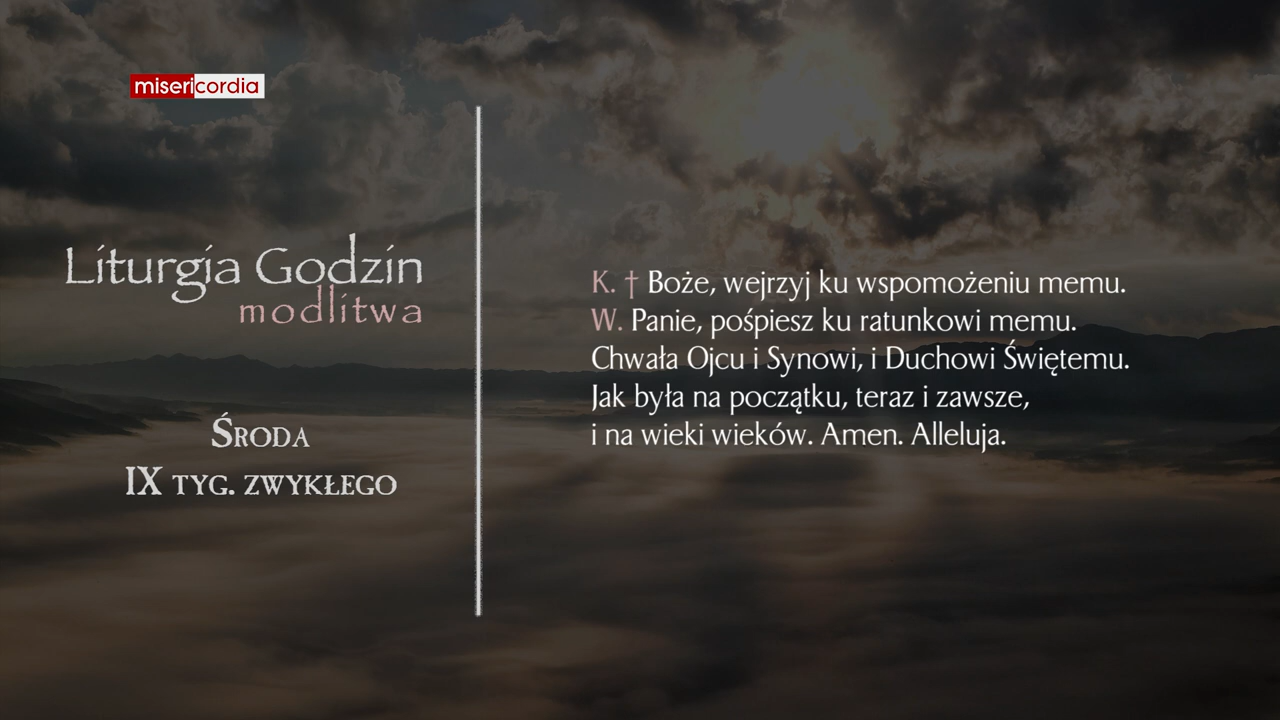 misericordia
Liturgia Godzin
modlitwa
Środa
IX tyg. zwykłego
K. † Boże, wejrzyj ku wspomożeniu memu.
W. Panie, pośpiesz ku ratunkowi memu.
Chwała Ojcu i Synowi, i Duchowi Świętemu.
Jak była na początku, teraz i zawsze,
i na wieki wieków. Amen. Alleluja.